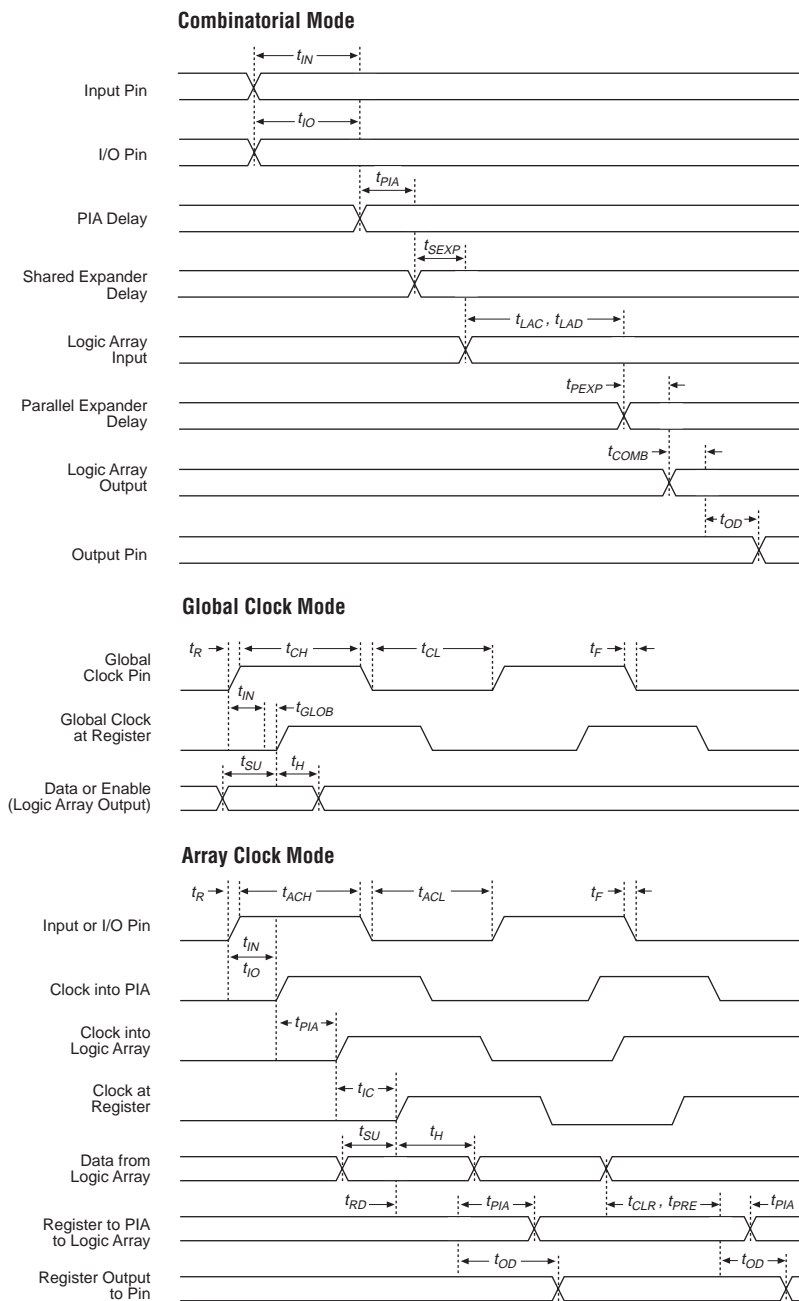 Combinatorial Mode
tIN
Input Pin
tIO
I/O Pin
tPIA
PIA Delay
tSEXP
Shared Expander
Delay
tLAC , tLAD
Logic Array
Input
tPEXP
Parallel Expander
Delay
tCOMB
Logic Array
Output
tOD
Output Pin
Global Clock Mode
tR tCH tCL tF
Global
Clock Pin
tIN tGLOB
Global Clock
at Register
tSU tH
Data or Enable
(Logic Array Output)
Array Clock Mode
tR tACH tACL tF
Input or I/O Pin
tIN
tIO
Clock into PIA
tPIA
Clock into
Logic Array
tIC
Clock at
Register
tSU tH
Data from
Logic Array
tRD tPIA tCLR , tPRE tPIA
Register to PIA
to Logic Array
tOD tOD
Register Output
to Pin